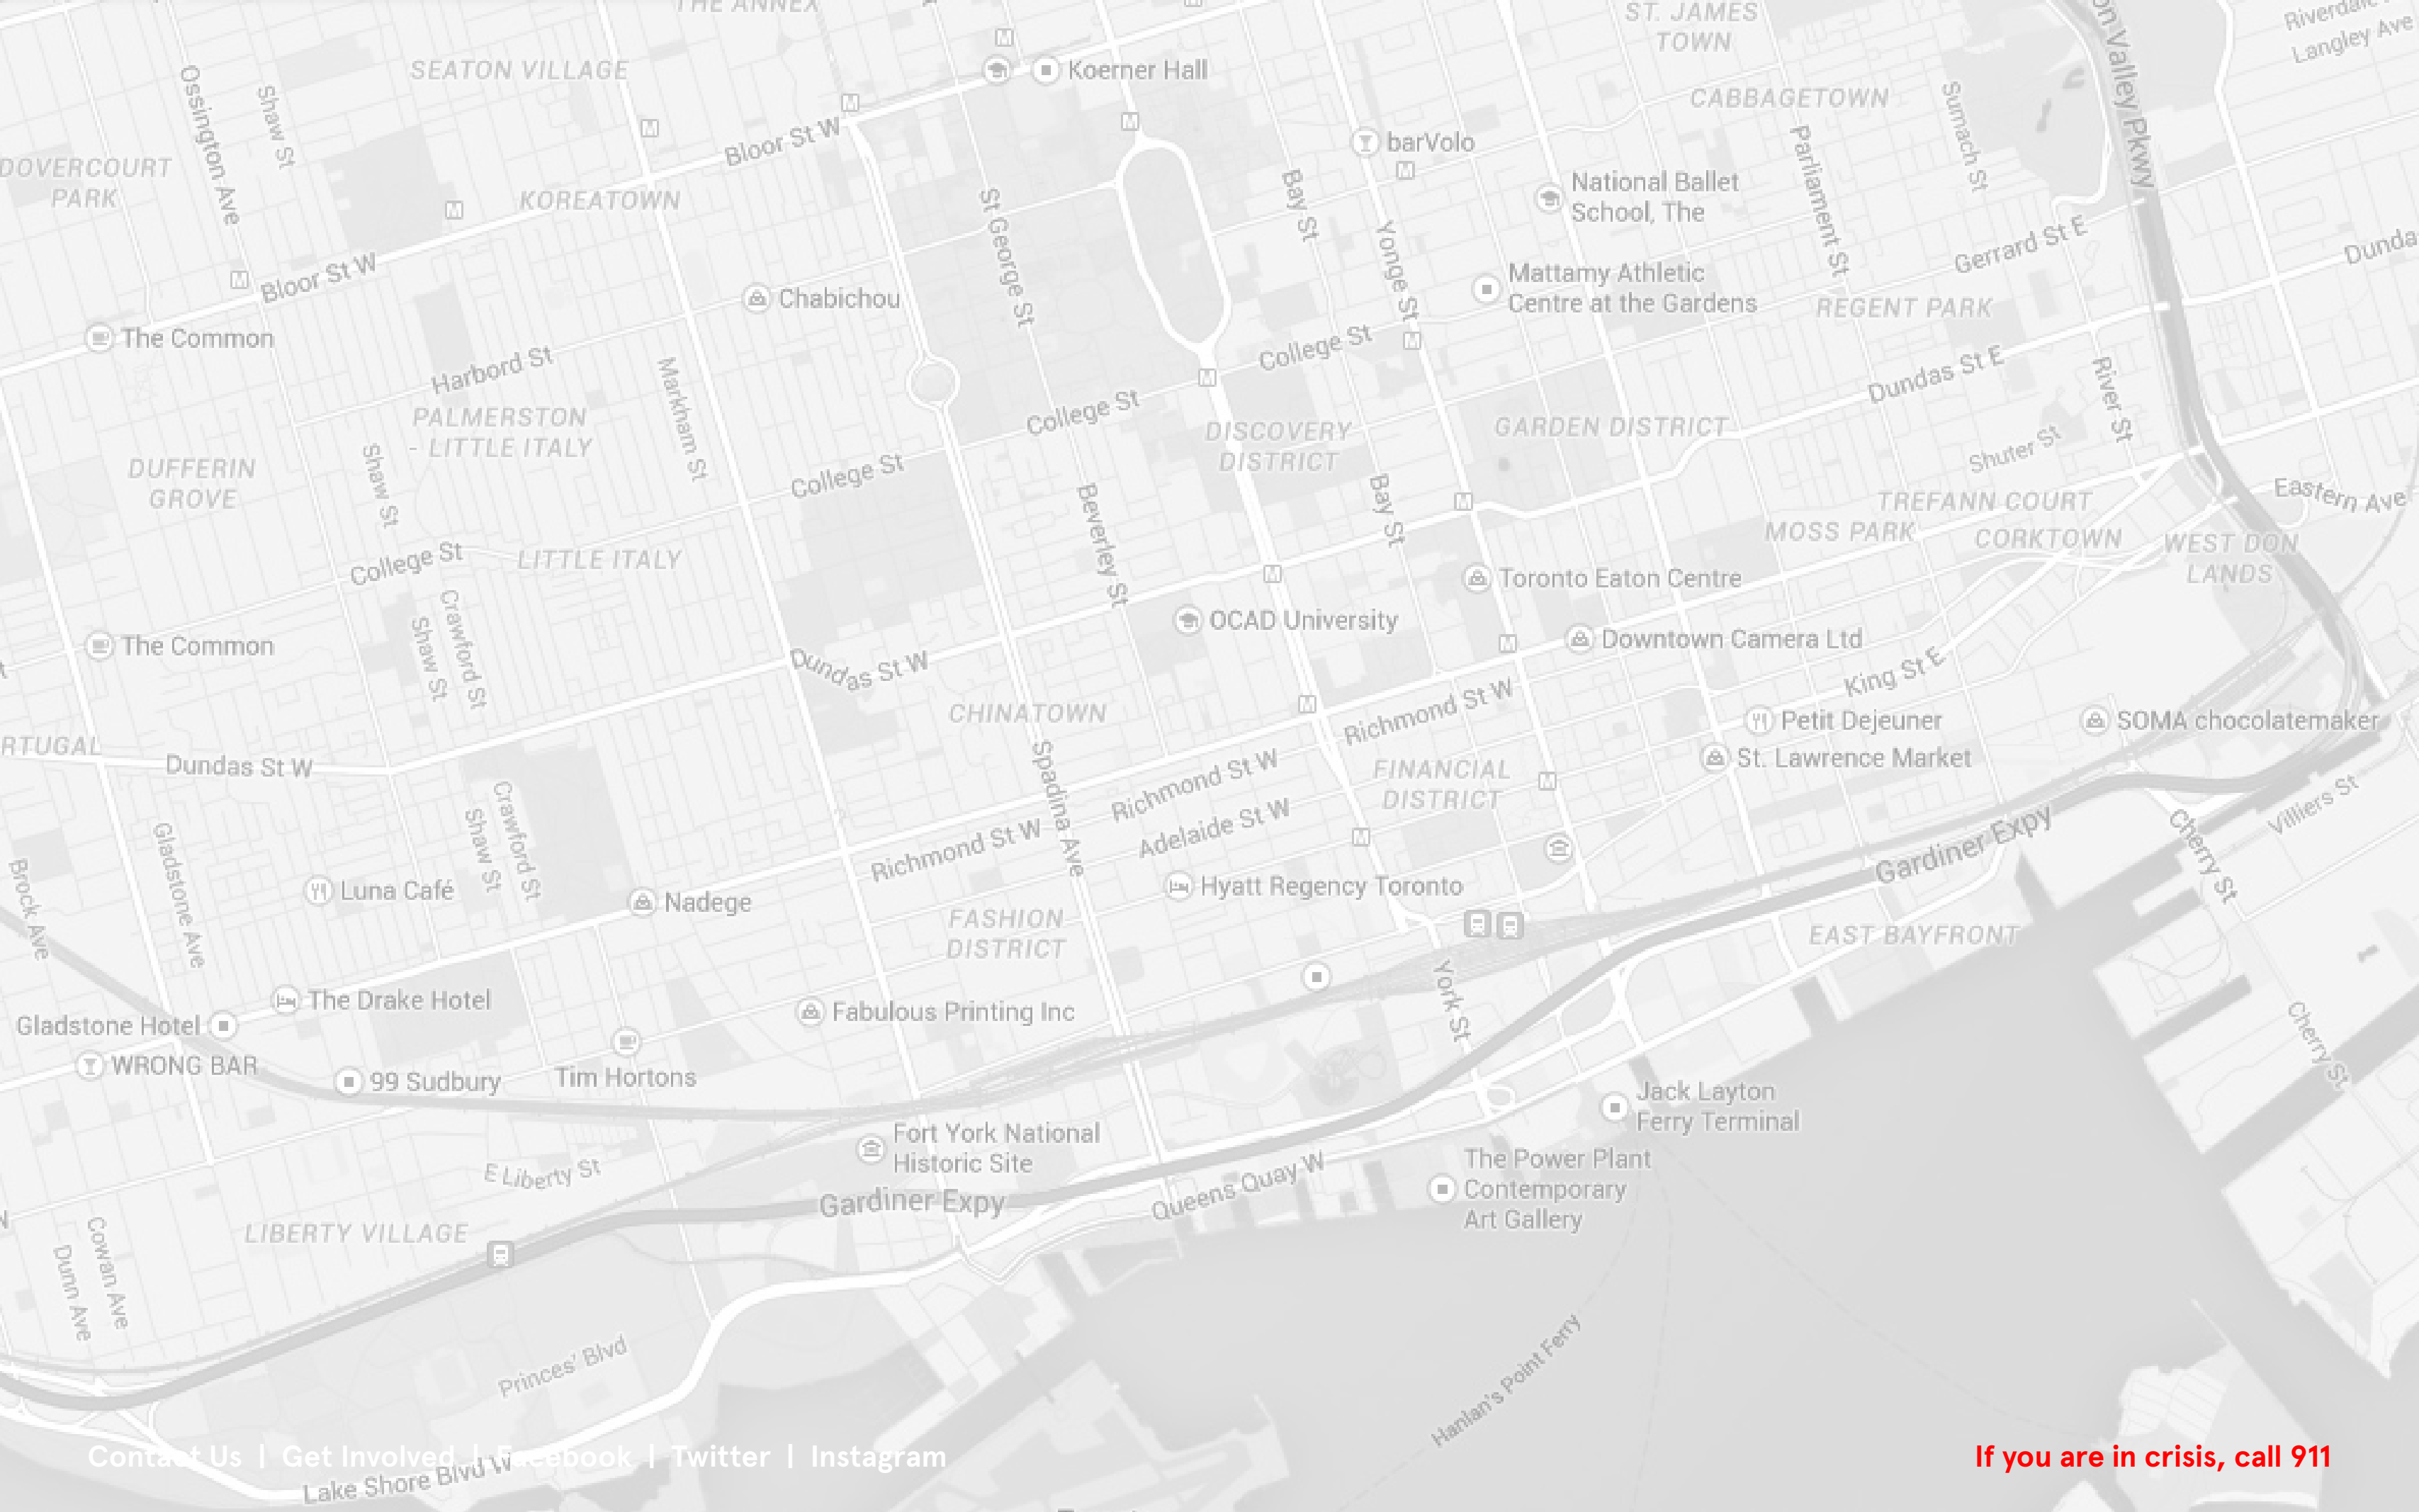 THE ANNEX
ST. JAMES
TOWN
Riverdale
Langley Ave
on Valley Pkwy
SEATON VILLAGE
Koerner Hall
CABBAGETOWN
Ossington Ave
Shaw St
Bloor St W
barVolo
Sumach St
Parliament St
DOVERCOURT
PARK
KOREATOWN
St George St
Bay St
Yonge St
National Ballet
School, The
Gerrard St E
Dunda
Bloor St W
Chabichou
Mattamy Athletic
Centre at the Gardens
REGENT PARK
The Common
Harbord St
Markham St
College St
Dundas St E
River St
PALMERSTON
- LITTLE ITALY
College St
DISCOVERY
DISTRICT
GARDEN DISTRICT
Shuter St
DUFFERIN
GROVE
Shaw St
College St
Beverley St
Bay St
TREFANN COURT
Eastern Ave
MOSS PARK
CORKTOWN
WEST DON
LANDS
College St
LITTLE ITALY
Toronto Eaton Centre
OCAD University
Downtown Camera Ltd
The Common
Crawford St
Shaw St
Dundas St W
King St E
CHINATOWN
Richmond St W
Petit Dejeuner
SOMA chocolatemaker
RTUGAL
Dundas St W
Spadina Ave
Richmond St W
FINANCIAL
DISTRICT
St. Lawrence Market
Crawford St
Shaw St
Gladstone Ave
Brock Ave
Richmond St W
Adelaide St W
Gardiner Expy
Cherry St
Villiers St
Luna Café
Nadege
Hyatt Regency Toronto
FASHION
DISTRICT
EAST BAYFRONT
The Drake Hotel
Gladstone Hotel
Fabulous Printing Inc
York St
Cherry St
WRONG BAR
99 Sudbury
Tim Hortons
Jack Layton
Ferry Terminal
Fort York National
Historic Site
E Liberty St
Gardiner Expy
Queens Quay W
The Power Plant
Contemporary
Art Gallery
LIBERTY VILLAGE
Cowan Ave
Dunn Ave
Princes' Blvd
Hanlan's Point Ferry
Contact Us | Get Involved | Facebook | Twitter | Instagram
If you are in crisis, call 911
Lake Shore Blvd W